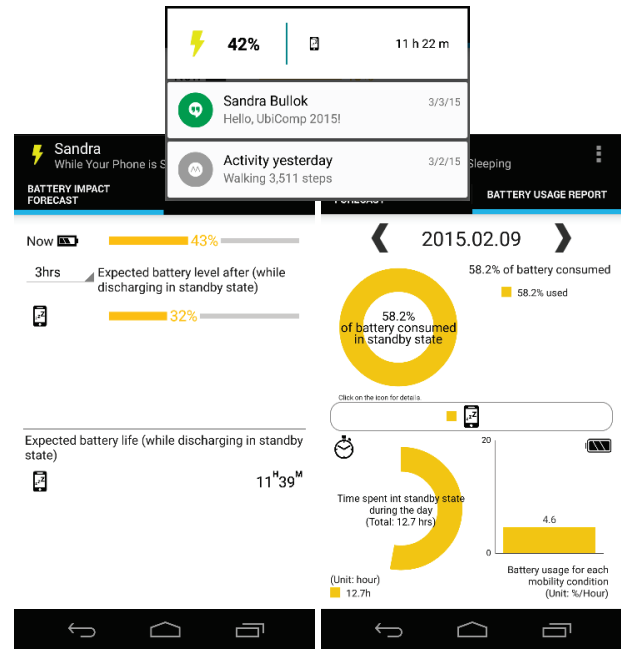 42%
11 h 22 m
Sandra Bullok
3/3/15
Hello, UbiComp 2015!
Activity yesterday
3/2/15
Walking 3,511 steps
Sandra
While Your Phone is S
BATTERY IMPACT
FORECAST
Now
43%
3hrs
Expected battery level after (while
discharging in standby state)
32%
Expected battery life (while discharging in standby
state)
11H39M
Sleeping
FORECAST
BATTERY USAGE REPORT
2015.02.09
58.2% of battery consumed
58.2% used
58.2%
of battery consumed
in standby state
Click on the icon for details
Time spent int standby state
during the day
(Total: 12.7 hrs)
(Unit: hour)
12.7h
20
4.6
0
Battery usage for each
mobility condition
(Unit: %/Hour)